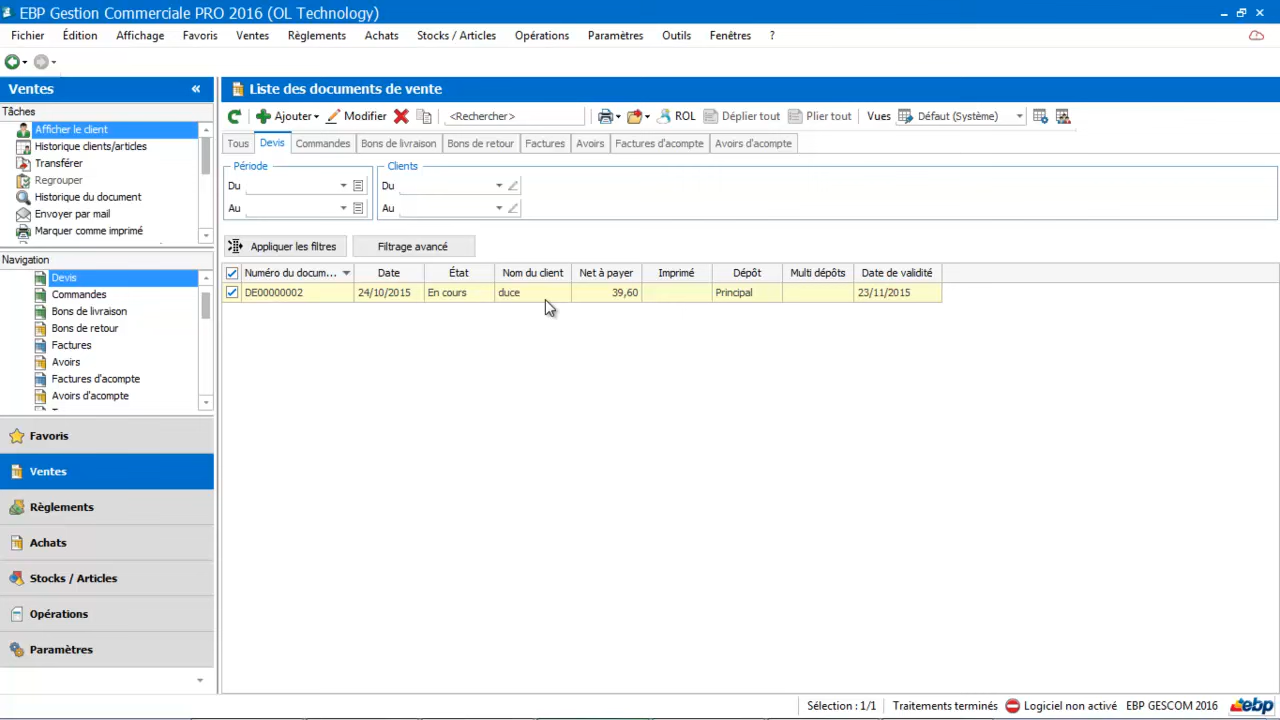 EBP Gestion Commerciale PRO 2016 (OL Technology)
Fichier Édition Affichage Favoris Ventes Règlements Achats Stocks / Articles Opérations Paramètres Outils Fenêtres ?
Ventes «
Tâches
Afficher le client
Historique clients/articles
Transférer
Regrouper
Historique du document
Envoyer par mail
Marquer comme imprimé
Navigation
Devis
Commandes
Bons de livraison
Bons de retour
Factures
Avoirs
Factures d'acompte
Avoirs d'acompte
Favoris
Ventes
Règlements
Achats
Stocks / Articles
Opérations
Paramètres
Liste des documents de vente
Ajouter Modifier <Rechercher> ROL Déplier tout Plier tout Vues Défaut (Système)
Tous Devis Commandes Bons de livraison Bons de retour Factures Avoirs Factures d'acompte Avoirs d'acompte
Période Clients
Du Du
Au Au
Appliquer les filtres Filtrage avancé
Numéro du docum... Date État Nom du client Net à payer Imprimé Dépôt Multi dépôts Date de validité
DE00000002 24/10/2015 En cours duce 39,60 Principal 23/11/2015
Sélection : 1/1 Traitements terminés Logiciel non activé EBP GESCOM 2016 ebp